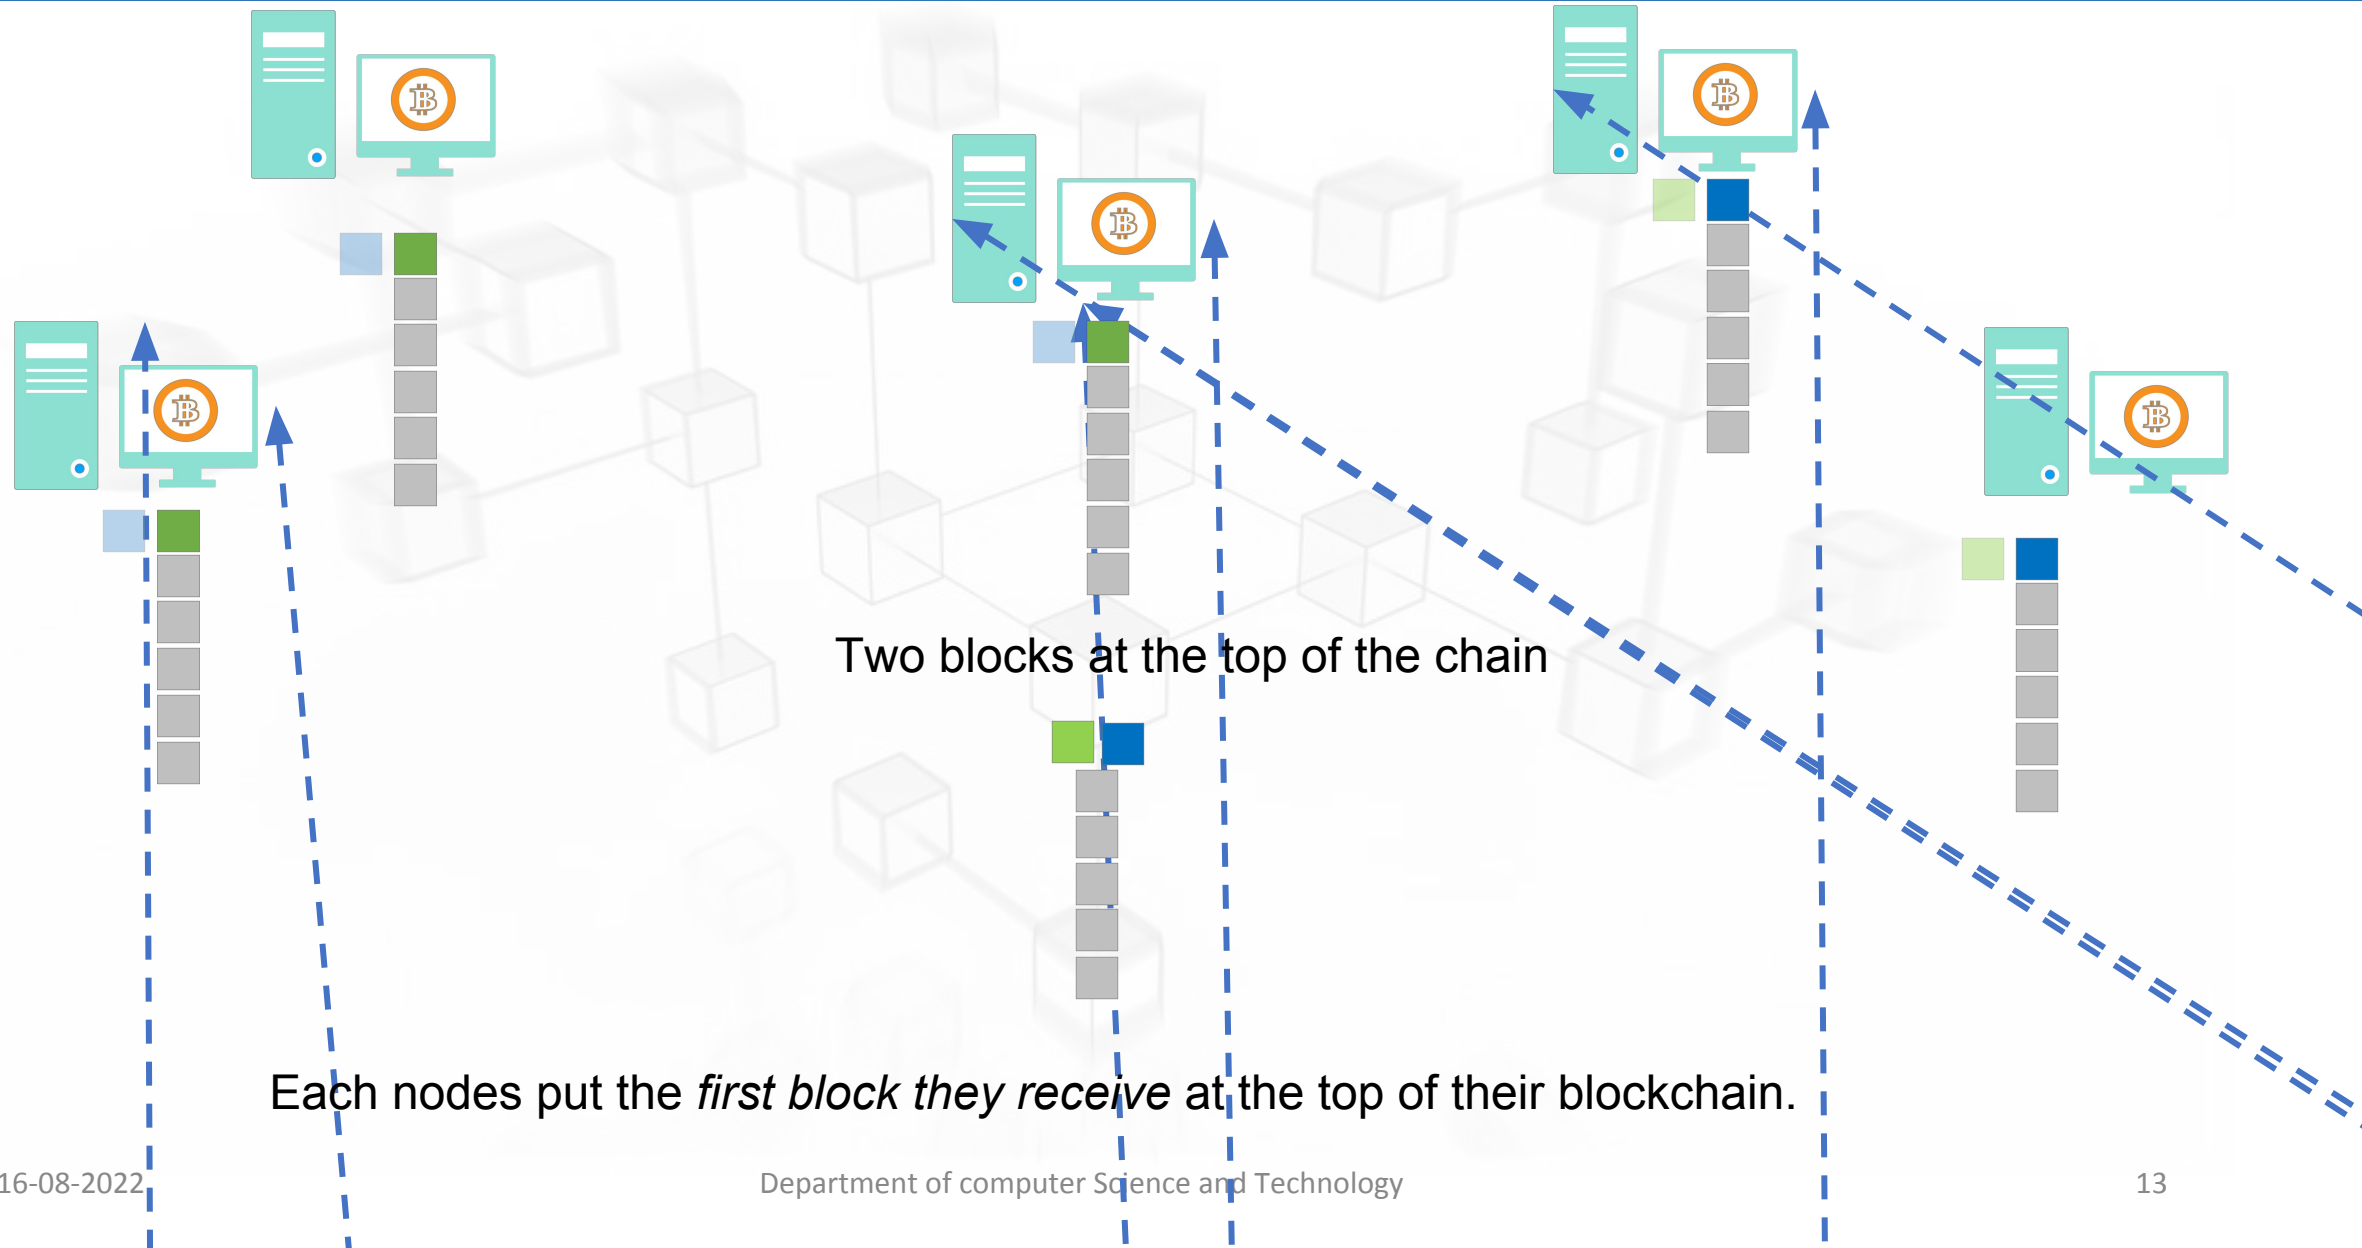 Two blocks at the top of the chain
Each nodes put the first block they receive at the top of their blockchain.
16-08-2022
Department of computer Science and Technology
13